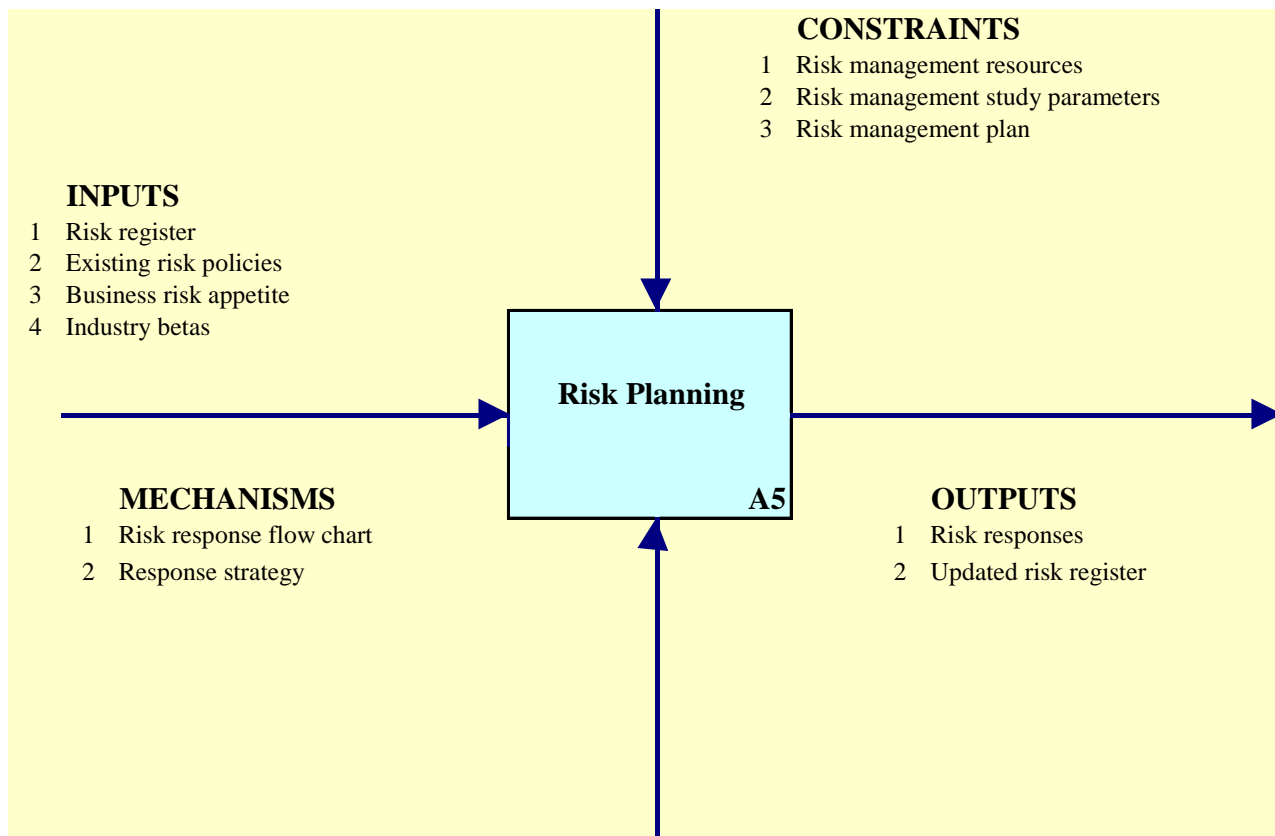 CONSTRAINTS
1 Risk management resources
2 Risk management study parameters
3 Risk management plan
INPUTS
1 Risk register
2 Existing risk policies
3 Business risk appetite
4 Industry betas
Risk Planning
A5
MECHANISMS
1 Risk response flow chart
2 Response strategy
OUTPUTS
1 Risk responses
2 Updated risk register